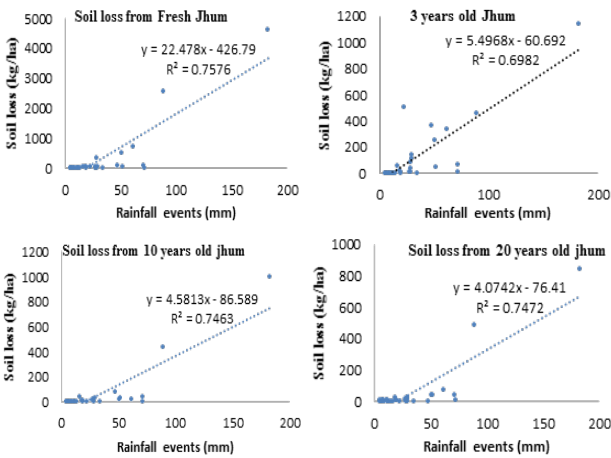 Soil loss from Fresh Jhum
y = 22.478x - 426.79
R² = 0.7576
Soil loss (kg/ha)
5000
4000
3000
2000
1000
0
0 50 100 150 200
Rainfall events (mm)
3 years old Jhum
y = 5.4968x - 60.692
R² = 0.6982
Soil loss (kg/ha)
1200
1000
800
600
400
200
0
0 100 200
Rainfall events (mm)
Soil loss from 10 years old jhum
y = 4.5813x - 86.589
R² = 0.7463
Soil loss (kg/ha)
1200
1000
800
600
400
200
0
0 50 100 150 200
Rainfall events (mm)
Soil loss from 20 years old jhum
y = 4.0742x - 76.41
R² = 0.7472
Soil loss (kg/ha)
1000
800
600
400
200
0
0 50 100 150 200
Rainfall events (mm)